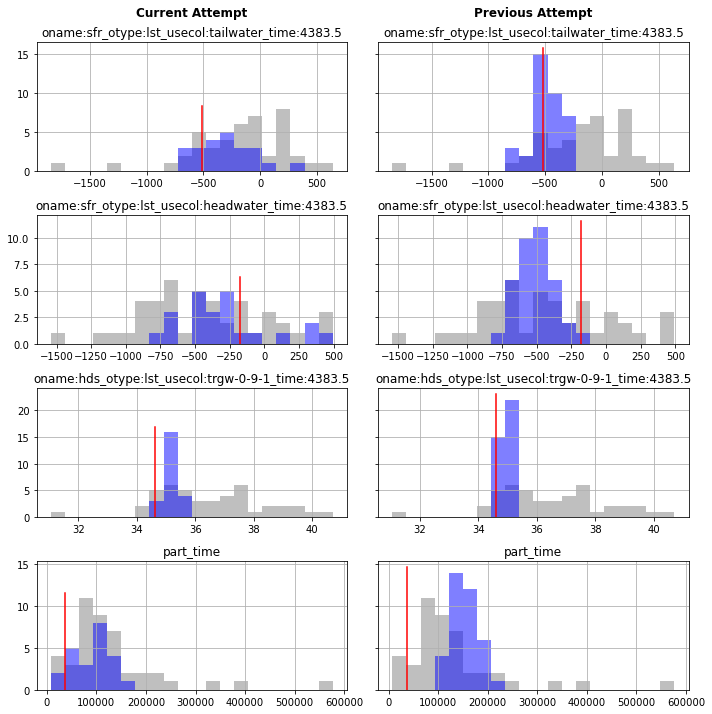 Current Attempt Previous Attempt
oname:sfr_otype:lst_usecol:tailwater_time:4383.5 oname:sfr_otype:lst_usecol:tailwater_time:4383.5
15
10
5
0
−1500 −1000 −500 0 500 −1500 −1000 −500 0 500
oname:sfr_otype:lst_usecol:headwater_time:4383.5 oname:sfr_otype:lst_usecol:headwater_time:4383.5
10.0
7.5
5.0
2.5
0.0
−1500 −1250 −1000 −750 −500 −250 0 250 500 −1500 −1250 −1000 −750 −500 −250 0 250 500
oname:hds_otype:lst_usecol:trgw-0-9-1_time:4383.5 oname:hds_otype:lst_usecol:trgw-0-9-1_time:4383.5
20
15
10
5
0
32 34 36 38 40 32 34 36 38 40
part_time part_time
15
10
5
0
0 100000 200000 300000 400000 500000 600000 0 100000 200000 300000 400000 500000 600000